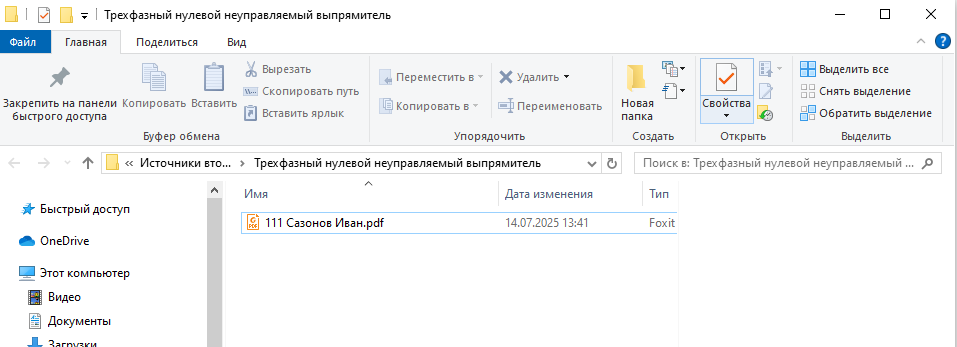 Трехфазный нулевой неуправляемый выпрямитель
Файл Главная Поделиться Вид
Закрепить на панели быстрого доступа
Копировать
Вставить
Вырезать
Скопировать путь
Вставить ярлык
Буфер обмена
Переместить в
Копировать в
Удалить
Переименовать
Упорядочить
Новая папка
Создать
Свойства
Открыть
Выделить все
Снять выделение
Обратить выделение
Выделить
« Источники вто... Трехфазный нулевой неуправляемый выпрямитель
Поиск в: Трехфазный нулевой неуправляемый ...
Имя Дата изменения Тип
111 Сазонов Иван.pdf 14.07.2025 13:41 Foxit
Быстрый доступ
OneDrive
Этот компьютер
Видео
Документы
Загрузки